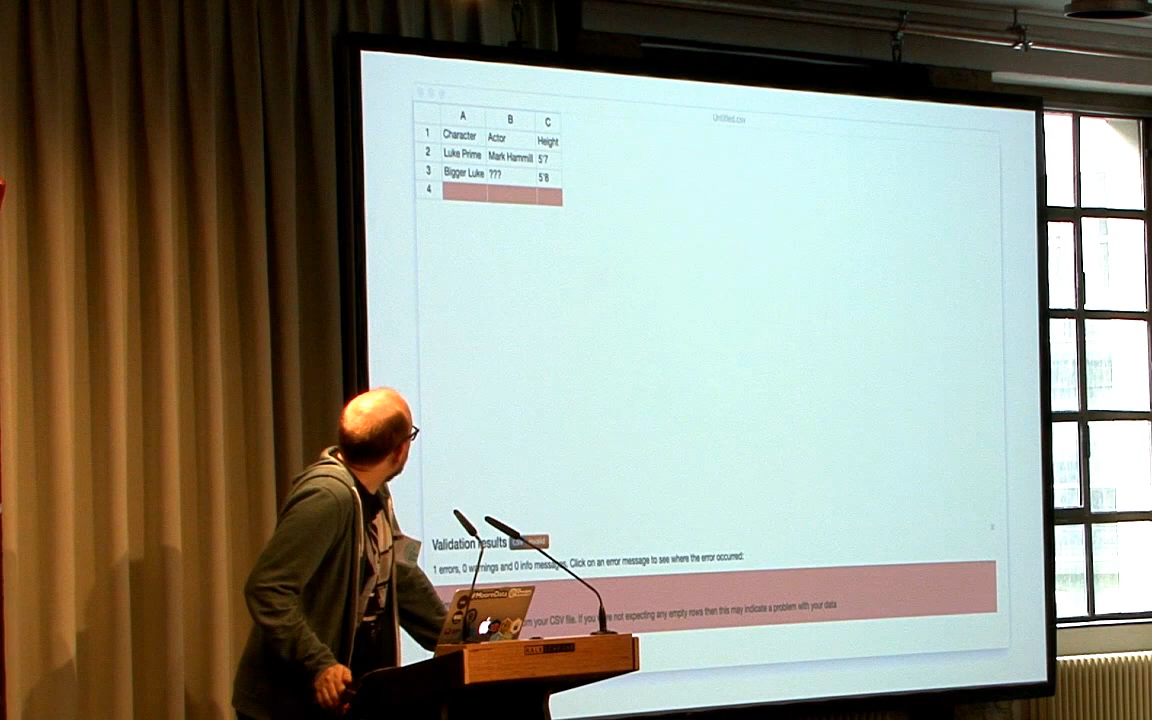 Untitled.csv
A B C
1 Character Actor Height
2 Luke Prime Mark Hammill 5'7
3 Bigger Luke ??? 5'8
4
Validation results
1 errors, 0 warnings and 0 info messages. Click on an error message to see where the error occurred:
from your CSV file. If you are not expecting any empty rows then this may indicate a problem with your data
#MooreData